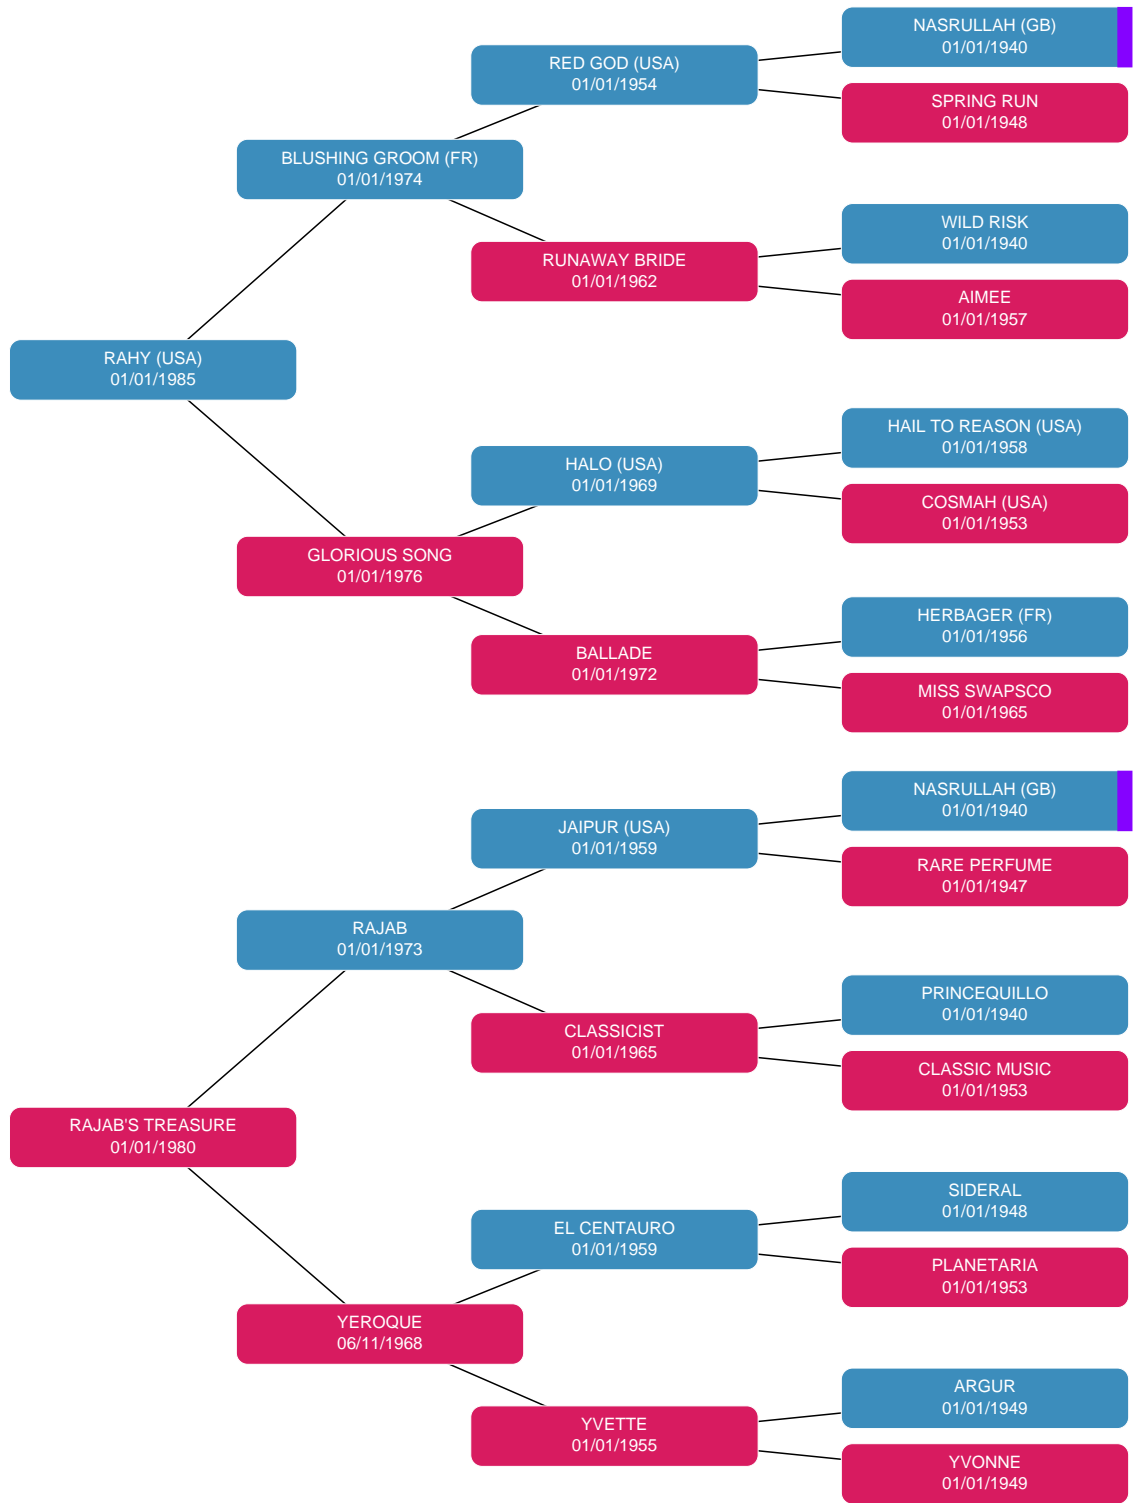 NASRULLAH (GB)
01/01/1940
RED GOD (USA)
01/01/1954
SPRING RUN
01/01/1948
BLUSHING GROOM (FR)
01/01/1974
WILD RISK
01/01/1940
RUNAWAY BRIDE
01/01/1962
AIMEE
01/01/1957
RAHY (USA)
01/01/1985
HAIL TO REASON (USA)
01/01/1958
HALO (USA)
01/01/1969
COSMAH (USA)
01/01/1953
GLORIOUS SONG
01/01/1976
HERBAGER (FR)
01/01/1956
BALLADE
01/01/1972
MISS SWAPSCO
01/01/1965
NASRULLAH (GB)
01/01/1940
JAIPUR (USA)
01/01/1959
RARE PERFUME
01/01/1947
RAJAB
01/01/1973
PRINCEQUILLO
01/01/1940
CLASSICIST
01/01/1965
CLASSIC MUSIC
01/01/1953
RAJAB'S TREASURE
01/01/1980
SIDERAL
01/01/1948
EL CENTAURO
01/01/1959
PLANETARIA
01/01/1953
YEROQUE
06/11/1968
ARGUR
01/01/1949
YVETTE
01/01/1955
YVONNE
01/01/1949